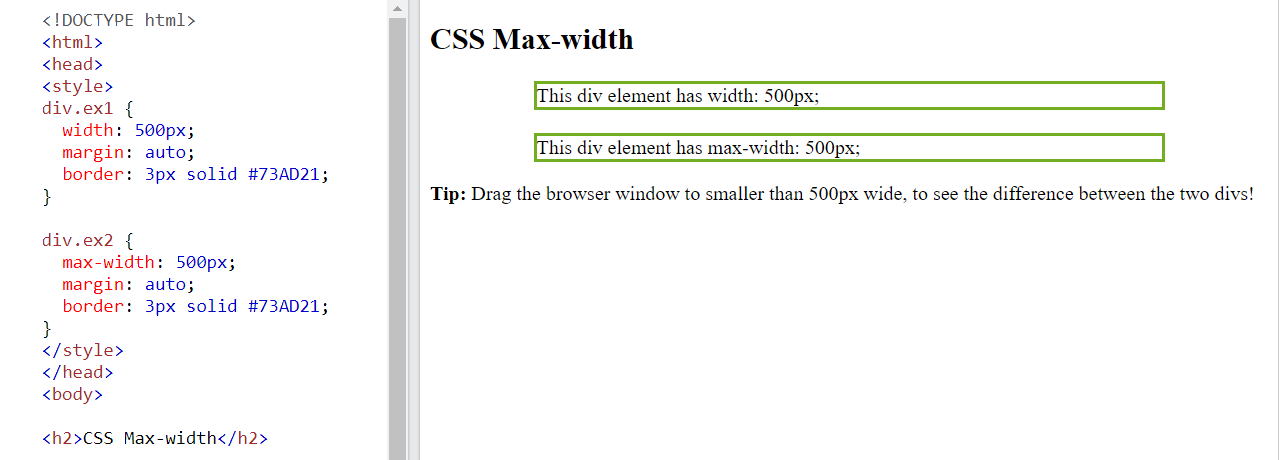 <!DOCTYPE html>
<html>
<head>
<style>
div.ex1 {
  width: 500px;
  margin: auto;
  border: 3px solid #73AD21;
}

div.ex2 {
  max-width: 500px;
  margin: auto;
  border: 3px solid #73AD21;
}
</style>
</head>
<body>

<h2>CSS Max-width</h2>
CSS Max-width
This div element has width: 500px;
This div element has max-width: 500px;
Tip: Drag the browser window to smaller than 500px wide, to see the difference between the two divs!